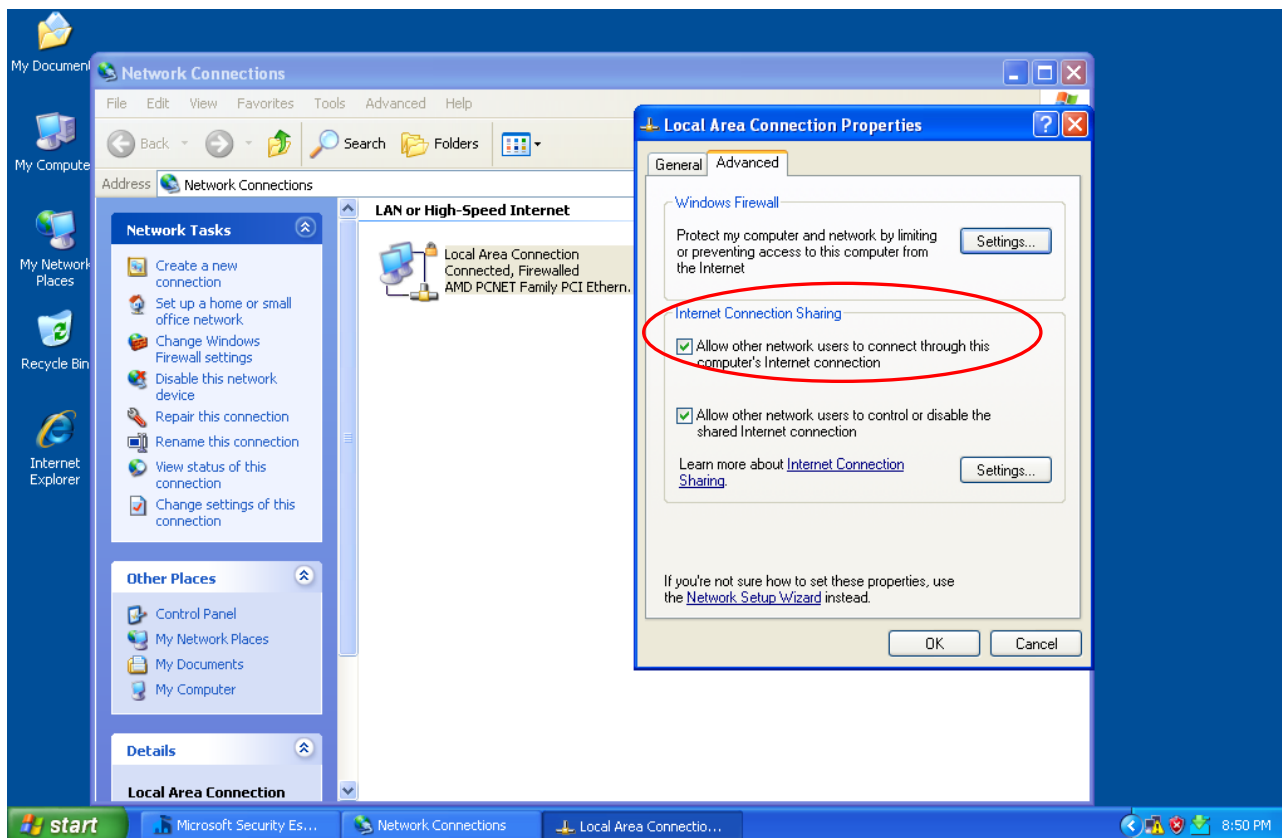 My Document
My Compute
My Network
Places
Recycle Bin
Internet
Explorer
Network Connections
File Edit View Favorites Tools Advanced Help
Back Search Folders
Address Network Connections
Network Tasks
Create a new
connection
Set up a home or small
office network
Change Windows
Firewall settings
Disable this network
device
Repair this connection
Rename this connection
View status of this
connection
Change settings of this
connection
Other Places
Control Panel
My Network Places
My Documents
My Computer
Details
Local Area Connection
LAN or High-Speed Internet
Local Area Connection
Connected, Firewalled
AMD PCNET Family PCI Ethern...
Local Area Connection Properties
General Advanced
Windows Firewall
Protect my computer and network by limiting
or preventing access to this computer from
the Internet
Settings...
Internet Connection Sharing
Allow other network users to connect through this
computer's Internet connection
Allow other network users to control or disable the
shared Internet connection
Learn more about Internet Connection
Sharing.
Settings...
If you're not sure how to set these properties, use
the Network Setup Wizard instead.
OK Cancel
start Microsoft Security Es... Network Connections Local Area Connectio... 8:50 PM